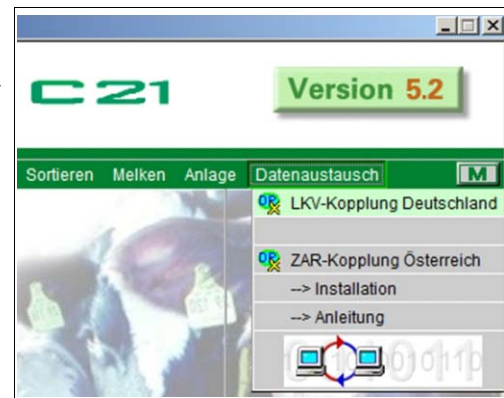 C21
Version 5.2
Sortieren Melken Anlage Datenaustausch M
LKV-Kopplung Deutschland
ZAR-Kopplung Österreich
--> Installation
--> Anleitung